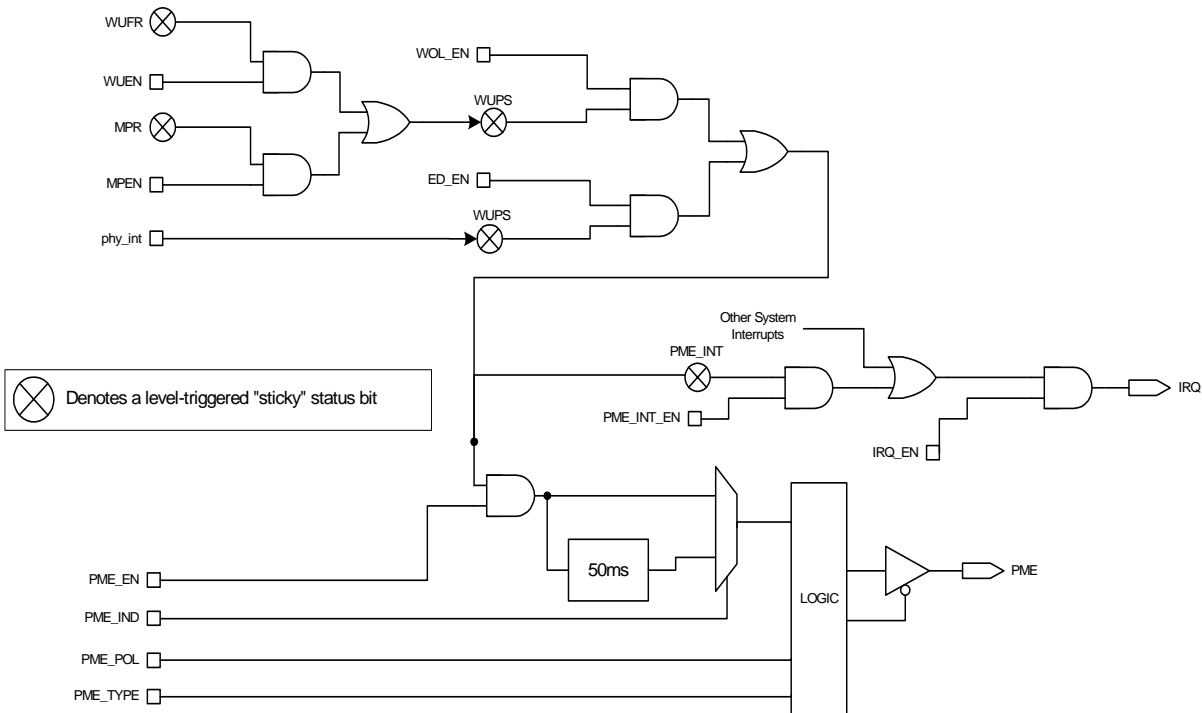 WUFR
WUEN
MPR
MPEN
phy_int
WOL_EN
WUPS
ED_EN
WUPS
Other System
Interrupts
PME_INT
PME_INT_EN
IRQ_EN
IRQ
Denotes a level-triggered "sticky" status bit
50ms
LOGIC
PME
PME_EN
PME_IND
PME_POL
PME_TYPE